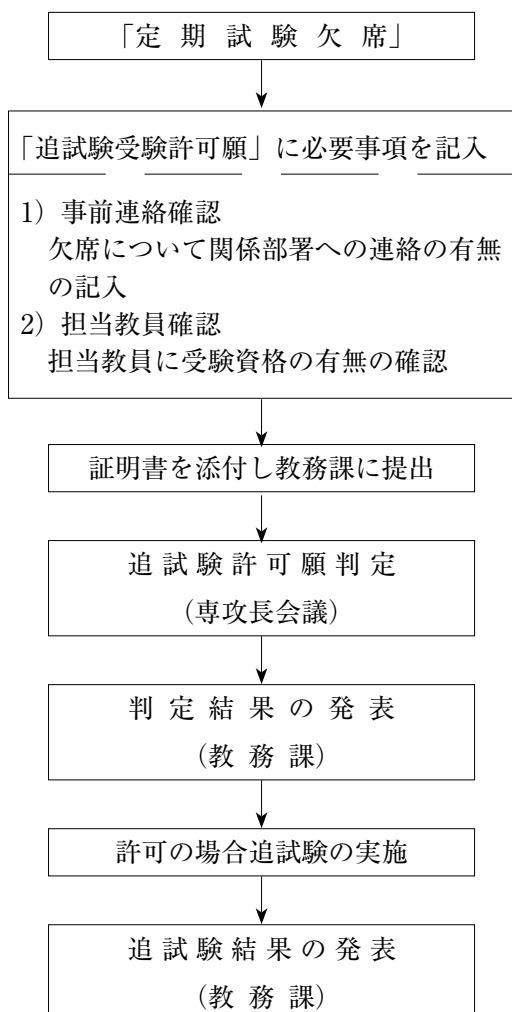 「定期試験欠席」
「追試験受験許可願」に必要事項を記入
1）事前連絡確認
欠席について関係部署への連絡の有無
の記入
2）担当教員確認
担当教員に受験資格の有無の確認
証明書を添付し教務課に提出
追試験許可願判定
（専攻長会議）
判定結果の発表
（教務課）
許可の場合追試験の実施
追試験結果の発表
（教務課）